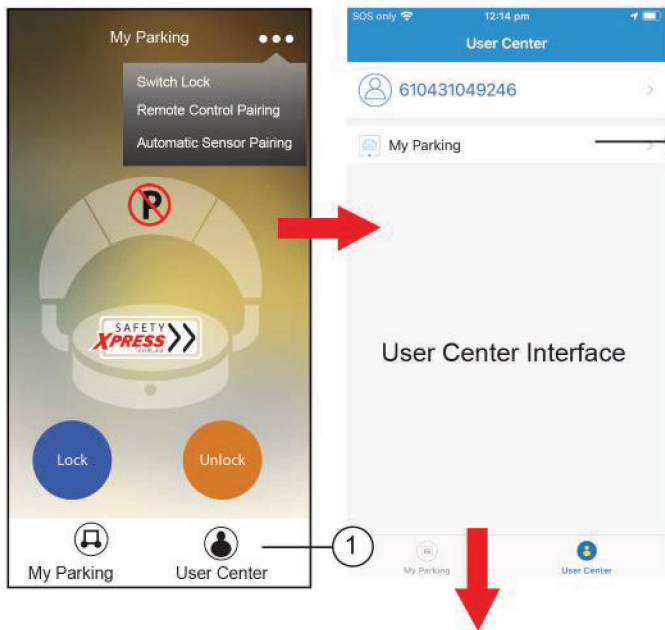 My Parking
Switch Lock
Remote Control Pairing
Automatic Sensor Pairing
P
SAFETY
XPRESS
.com.au
Lock
Unlock
My Parking
User Center
1
SOS only
12:14 pm
User Center
610431049246
My Parking
User Center Interface
My Parking
User Center